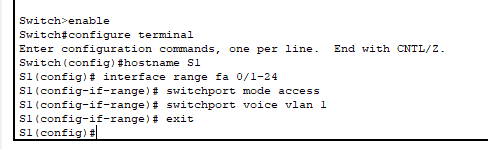 Switch>enable
Switch#configure terminal
Enter configuration commands, one per line.  End with CNTL/Z.
Switch(config)#hostname S1
S1(config)# interface range fa 0/1-24
S1(config-if-range)# switchport mode access
S1(config-if-range)# switchport voice vlan 1
S1(config-if-range)# exit
S1(config)#